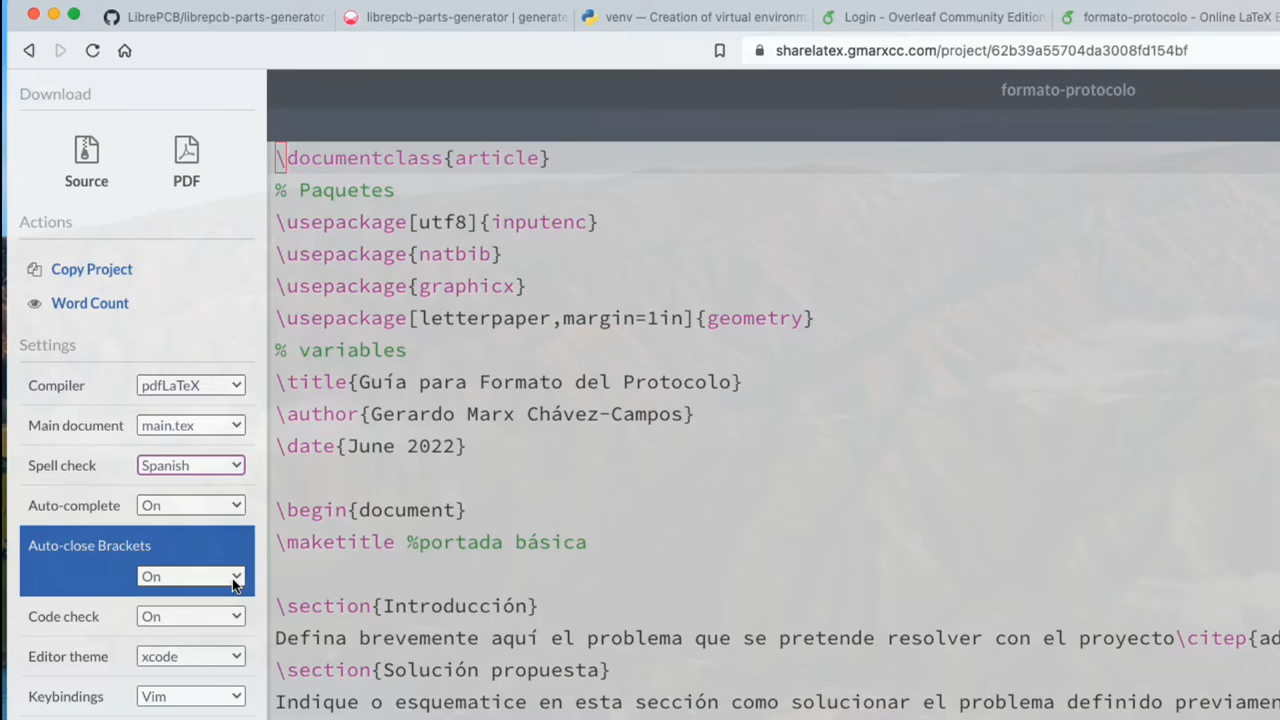 LibrePCB/librepcb-parts-generator
librepcb-parts-generator | generate
venv — Creation of virtual environm
Login - Overleaf Community Edition
formato-protocolo - Online LaTeX E
sharelatex.gmarxcc.com/project/62b39a55704da3008fd154bf
Download
Source
PDF
Actions
Copy Project
Word Count
Settings
Compiler pdfLaTeX
Main document main.tex
Spell check Spanish
Auto-complete On
Auto-close Brackets
On
Code check On
Editor theme xcode
Keybindings Vim
formato-protocolo
\documentclass{article}
% Paquetes
\usepackage[utf8]{inputenc}
\usepackage{natbib}
\usepackage{graphicx}
\usepackage[letterpaper,margin=1in]{geometry}
% variables
\title{Guía para Formato del Protocolo}
\author{Gerardo Marx Chávez-Campos}
\date{June 2022}
\begin{document}
\maketitle %portada básica
\section{Introducción}
Defina brevemente aquí el problema que se pretende resolver con el proyecto\citep{ad
\section{Solución propuesta}
Indique o esquematice en esta sección como solucionar el problema definido previamen